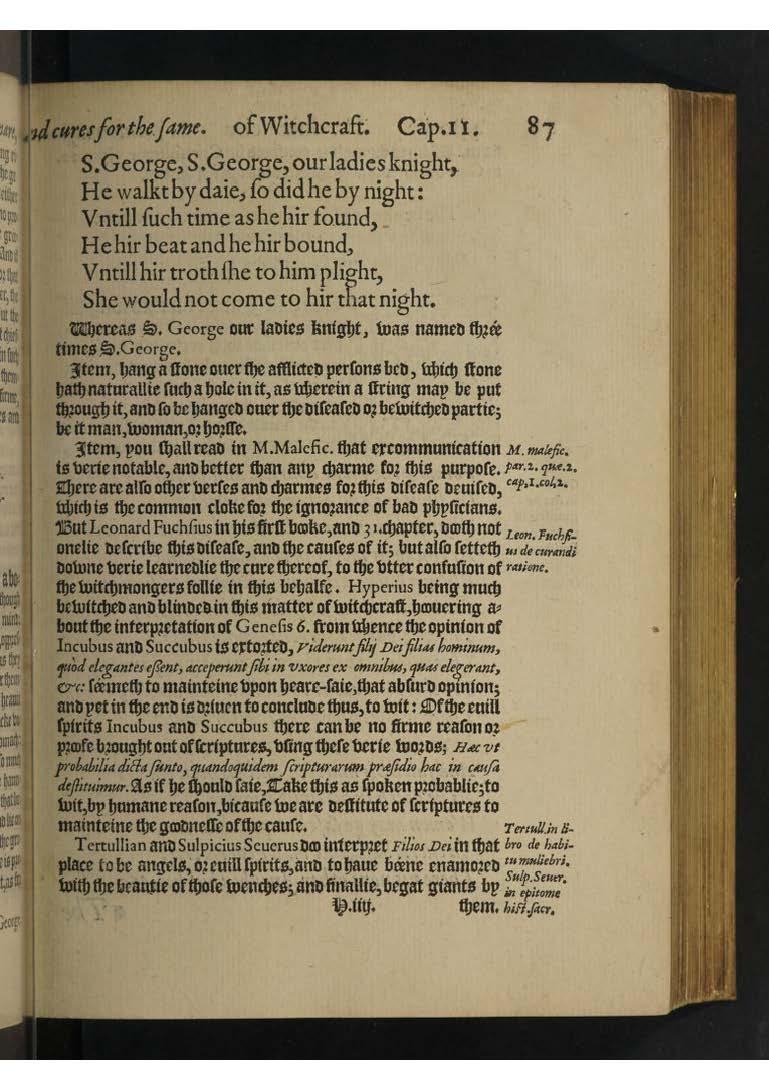 nd cures for the ſame. of Witchcraft. Cap.11. 87
S.George, S.George, our ladies knight,
He walkt by daie, ſo did he by night:
Vntill ſuch time as he hir found,
He hir beat and he hir bound,
Vntill hir troth ſhe to him plight,
She would not come to hir that night.
Whereas S. George our ladies knight, was named thrée
times S.George.
Item, hang a ſtone ouer the afflicted perſons bed, which ſtone
hath naturallie ſuch a hole in it, as wherein a ſtring may be put
through it, and ſo be hanged ouer the diſeaſed or bewitched partie;
be it man, woman, or horſſe.
Item, you ſhall read in M.Malefic. that excommunication
is verie notable, and better than any charme for this purpoſe.
There are alſo other verſes and charmes for this diſeaſe deuiſed,
which is the common cloke for the ignorance of bad phyſicians.
But Leonard Fuchſius in his firſt booke, and 31.chapter, dooth not
onelie deſcribe this diſeaſe, and the cauſes of it; but alſo ſetteth
downe verie learnedlie the cure thereof, to the vtter confuſion of
the witchmongers follie in this behalfe. Hyperius being much
bewitched and blinded in this matter of witchcraft, hoouering a-
bout the interpretation of Geneſis 6. from whence the opinion of
Incubus and Succubus is extorted, Viderunt filij Dei filias hominum,
quòd elegantes eſſent, acceperunt ſibi in vxores ex omnibus, quas elegerant,
&c: ſéemeth to mainteine vpon heare-ſaie, that abſurd opinion;
and yet in the end is driuen to conclude thus, to wit: Of the euill
ſpirits Incubus and Succubus there can be no firme reaſon or
proofe brought out of ſcriptures, vſing theſe verie words; Hæc vt
probabilia dicta ſunto, quandoquidem ſcripturarum præſidio hac in cauſa
deſtituimur. As if he ſhould ſaie, Take this as ſpoken probablie; to
wit, by humane reaſon, bicauſe we are deſtitute of ſcriptures to
mainteine the goodneſſe of the cauſe.
Tertullian and Sulpicius Seuerus doo interpret Filios Dei in that
place to be angels, or euill ſpirits, and to haue béene enamored
with the beautie of thoſe wenches; and finallie, begat giants by
H.iiij. them.
M. malefic.
par.2. quæ.2.
cap.1.col,2.
Leon. Fuchſi-
us de curandi
ratione.
Tertull.in li-
bro de habi-
tu muliebri.
Sulp.Seuer.
in epitome
hiſt.ſacr.